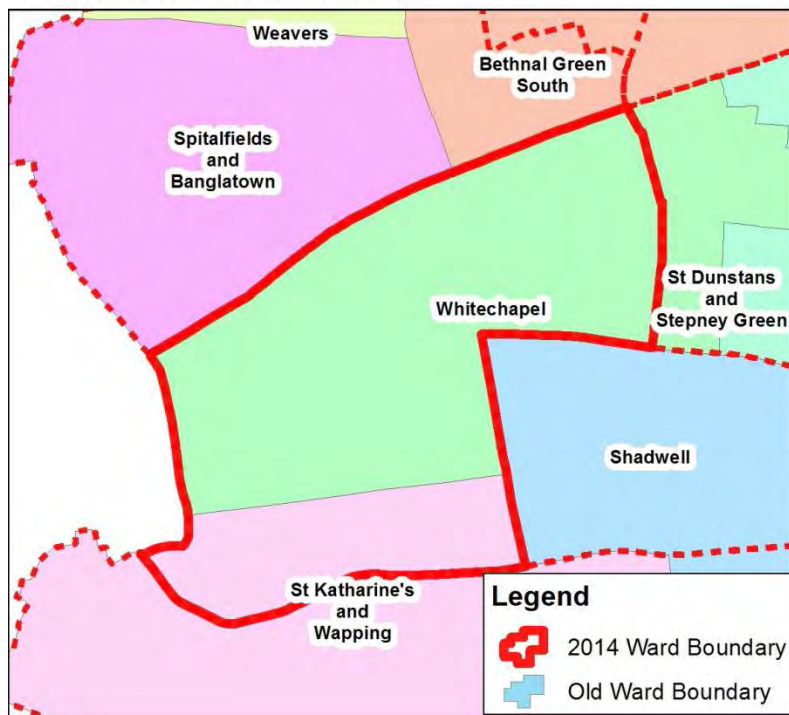 Weavers
Bethnal Green
South
Spitalfields
and
Banglatown
St Dunstans
and
Stepney Green
Whitechapel
Shadwell
St Katharine's
and
Wapping
Legend
2014 Ward Boundary
Old Ward Boundary